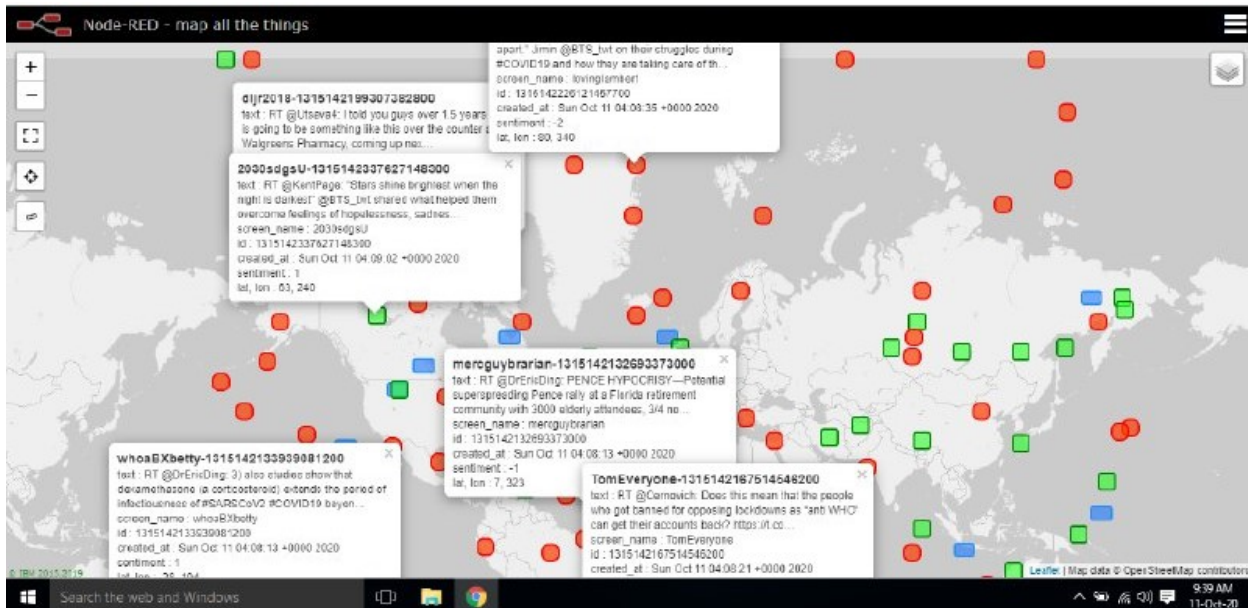 Node-RED - map all the things
+
−
apart." Jimin @BTS_twt on their struggles during
#COVID19 and how they are taking care of th...
screen_name : lovinglambert
id : 1315142226121467700
created_at : Sun Oct 11 04:08:35 +0000 2020
sentiment : -2
lat, lon : 80, 340
dljr2018-1315142199307382800
text : RT @Utsava4: I told you guys over 1.5 years
is going to be something like this over the counter
Walgreens Pharmacy, coming up nex...
×
2030sdgsU-1315142337627148300
text : RT @KentPage: "Stars shine brightest when the
night is darkest" @BTS_twt shared what helped them
overcome feelings of hopelessness, sadnes...
screen_name : 2030sdgsU
id : 1315142337627148300
created_at : Sun Oct 11 04:09:02 +0000 2020
sentiment : 1
lat, lon : 63, 240
×
mercguybrarian-1315142132693373000
text : RT @DrEricDing: PENCE HYPOCRISY—Potential
superspreading Pence rally at a Florida retirement
community with 3000 elderly attendees, 3/4 no...
screen_name : mercguybrarian
id : 1315142132693373000
created_at : Sun Oct 11 04:08:13 +0000 2020
sentiment : -1
lat, lon : 7, 323
×
whoaBXbetty-1315142133939081200
text : RT @DrEricDing: 3) also studies show that
dexamethasone (a corticosteroid) extends the period of
infectiousness of #SARSCoV2 #COVID19 beyon...
screen_name : whoaBXbetty
id : 1315142133939081200
created_at : Sun Oct 11 04:08:13 +0000 2020
sentiment : 1
×
TomEveryone-1315142167514546200
text : RT @Cernovich: Does this mean that the people
who got banned for opposing lockdowns as "anti WHO"
can get their accounts back? https://t.co...
screen_name : TomEveryone
id : 1315142167514546200
created_at : Sun Oct 11 04:08:21 +0000 2020
© IBM 2015-2019
Leaflet | Map data © OpenStreetMap contributors
Search the web and Windows
9:39 AM
11-Oct-20